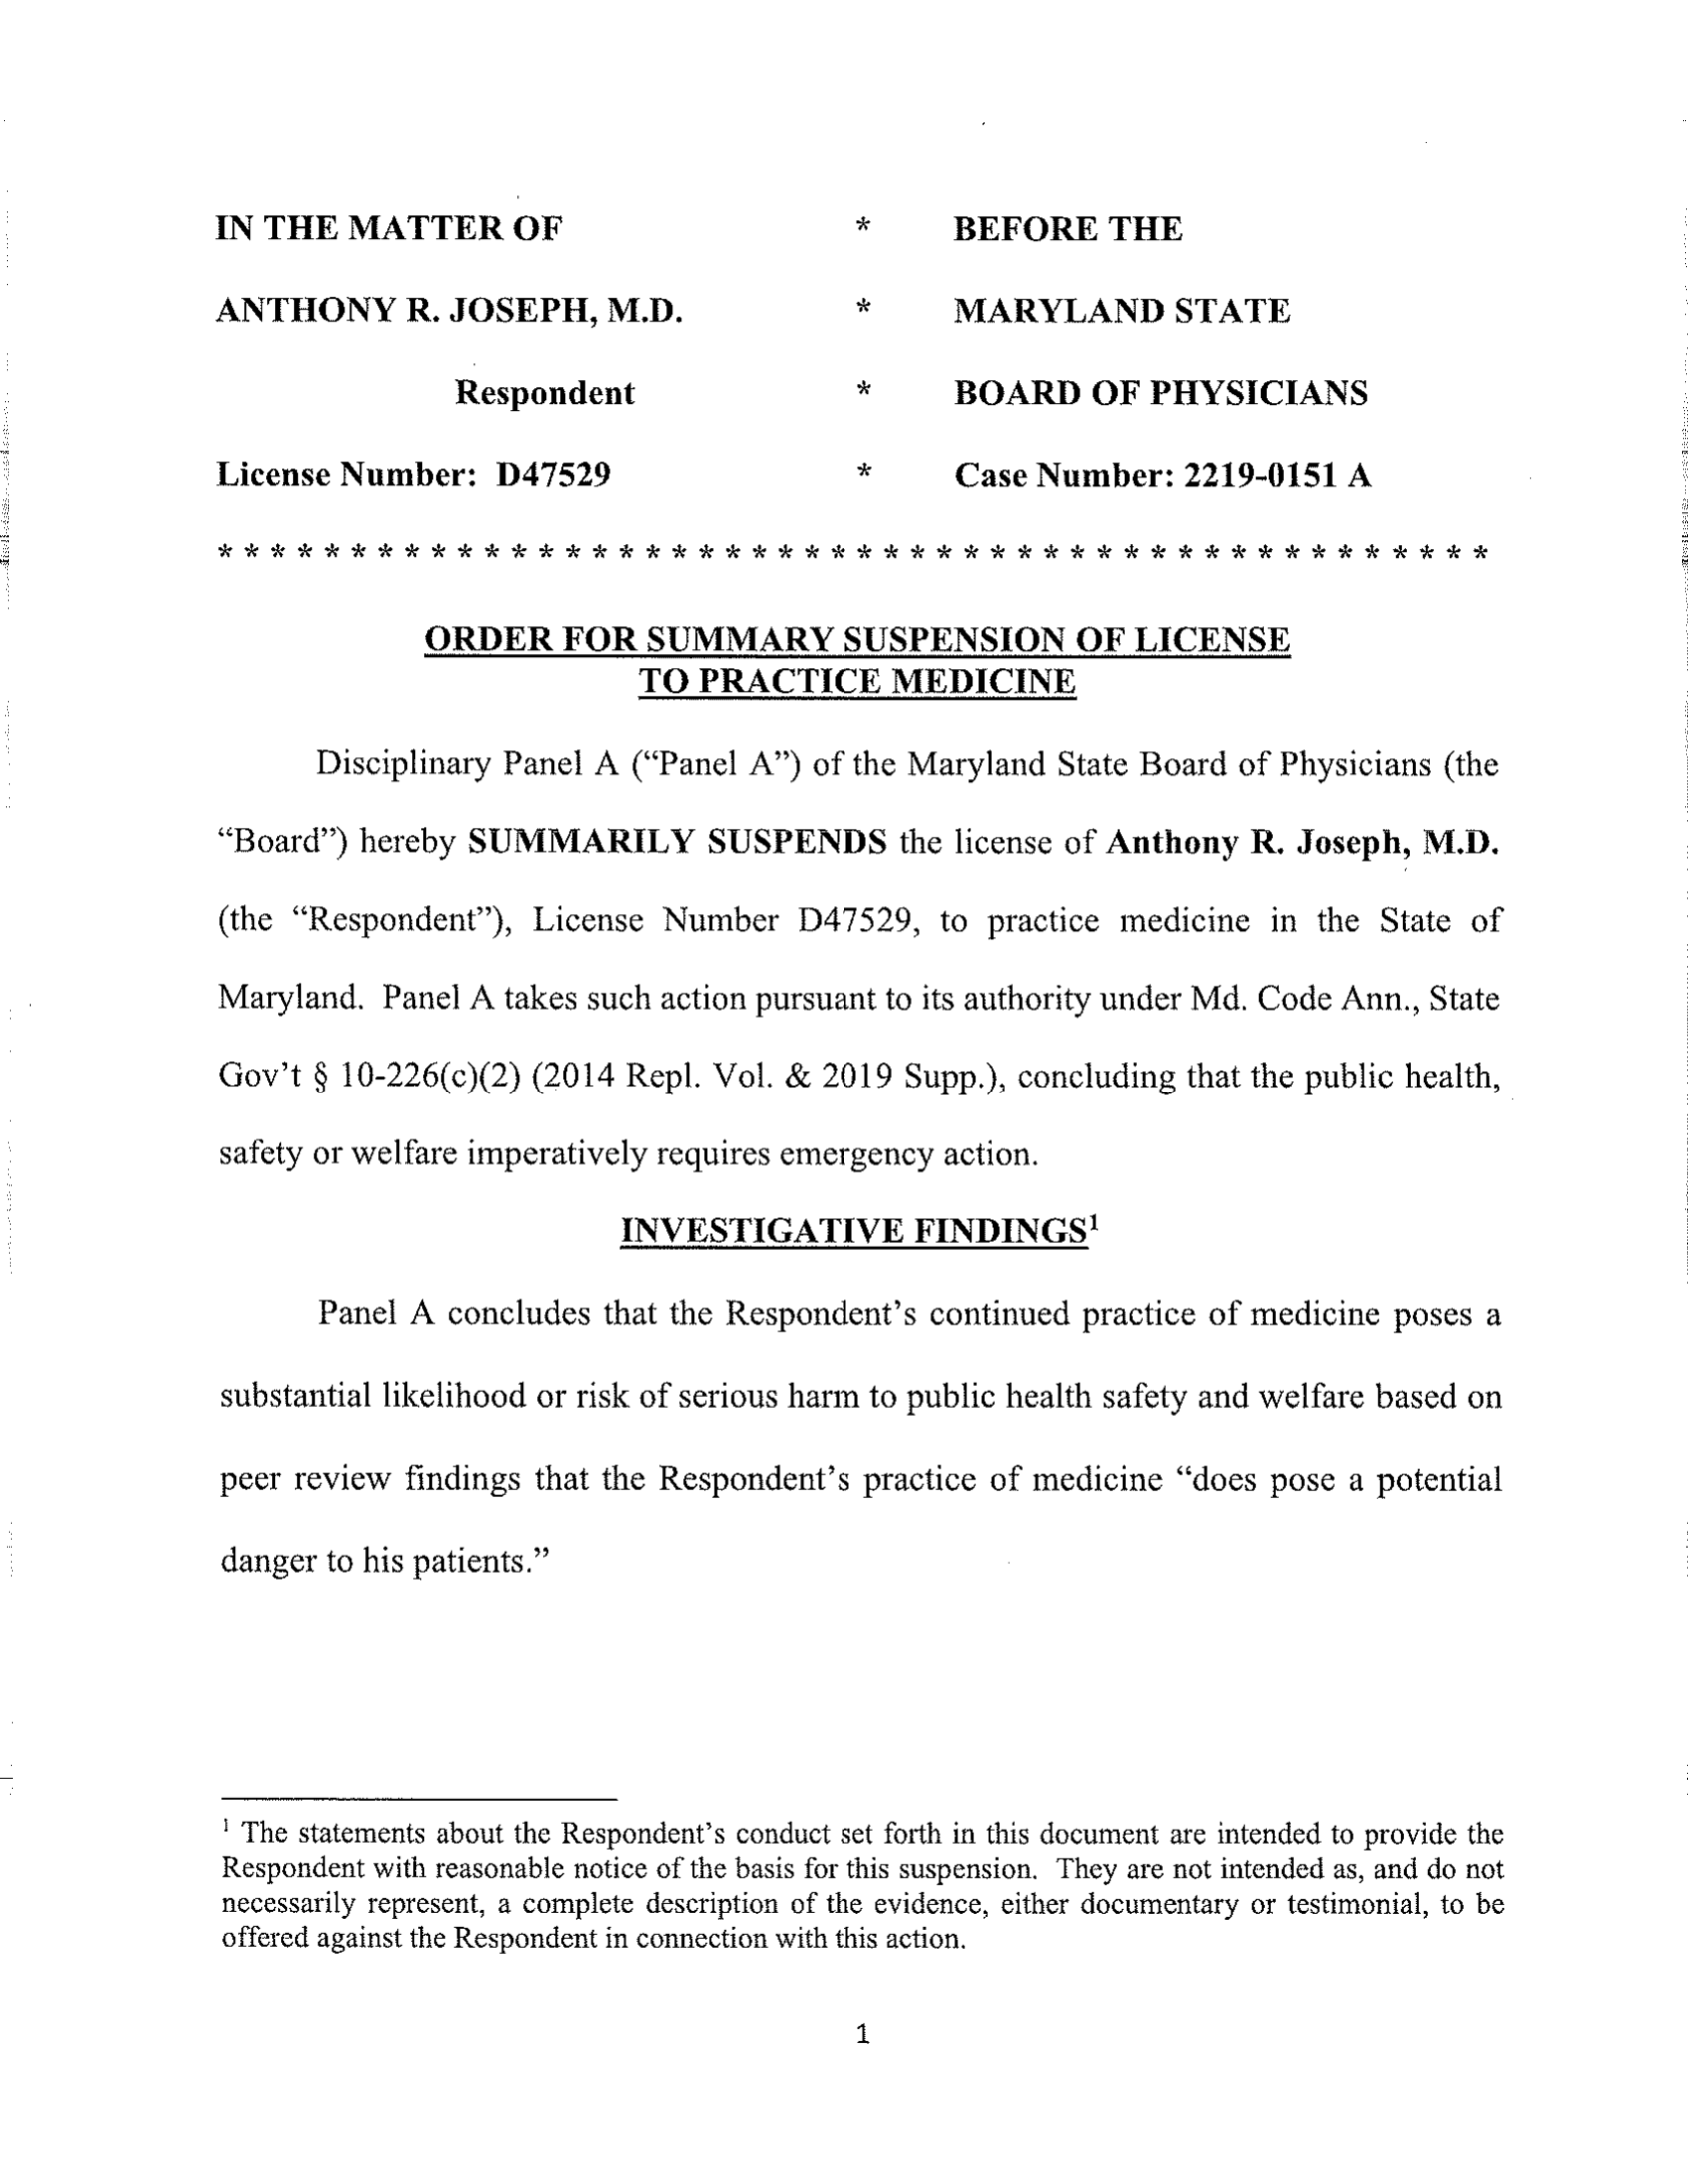 IN THE MATTER OF * BEFORE THE
ANTHONY R. JOSEPH, M.D. * MARYLAND STATE
Respondent * BOARD OF PHYSICIANS
License Number: D47529 * Case Number: 2219-0151 A
* * * * * * * * * * * * * * * * * * * * * * * * * * * * * * * * * * * * * * * * * * * * * * * *
ORDER FOR SUMMARY SUSPENSION OF LICENSE
TO PRACTICE MEDICINE
Disciplinary Panel A (“Panel A”) of the Maryland State Board of Physicians (the
“Board”) hereby SUMMARILY SUSPENDS the license of Anthony R. Joseph, M.D.
(the “Respondent”), License Number D47529, to practice medicine in the State of
Maryland. Panel A takes such action pursuant to its authority under Md. Code Ann., State
Gov’t § 10-226(c)(2) (2014 Repl. Vol. & 2019 Supp.), concluding that the public health,
safety or welfare imperatively requires emergency action.
INVESTIGATIVE FINDINGS¹
Panel A concludes that the Respondent’s continued practice of medicine poses a
substantial likelihood or risk of serious harm to public health safety and welfare based on
peer review findings that the Respondent’s practice of medicine “does pose a potential
danger to his patients.”
¹ The statements about the Respondent’s conduct set forth in this document are intended to provide the
Respondent with reasonable notice of the basis for this suspension. They are not intended as, and do not
necessarily represent, a complete description of the evidence, either documentary or testimonial, to be
offered against the Respondent in connection with this action.
1